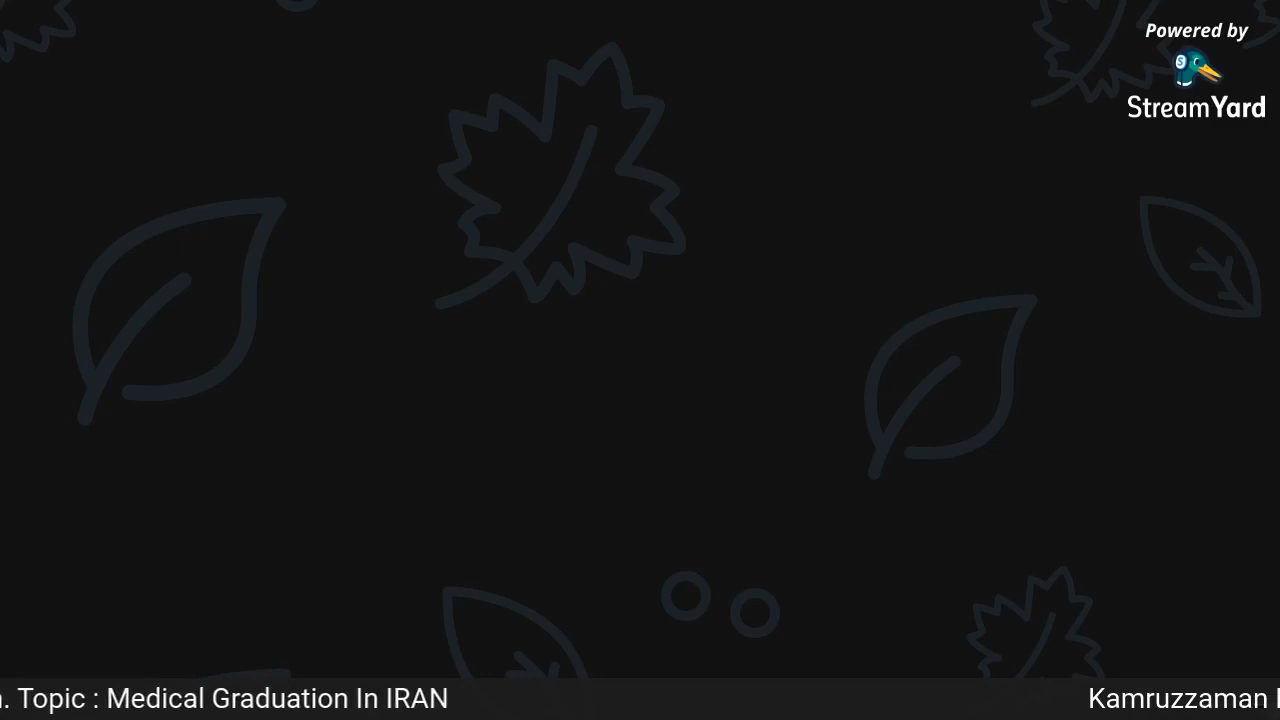 Powered by
StreamYard
. Topic : Medical Graduation In IRAN
Kamruzzaman